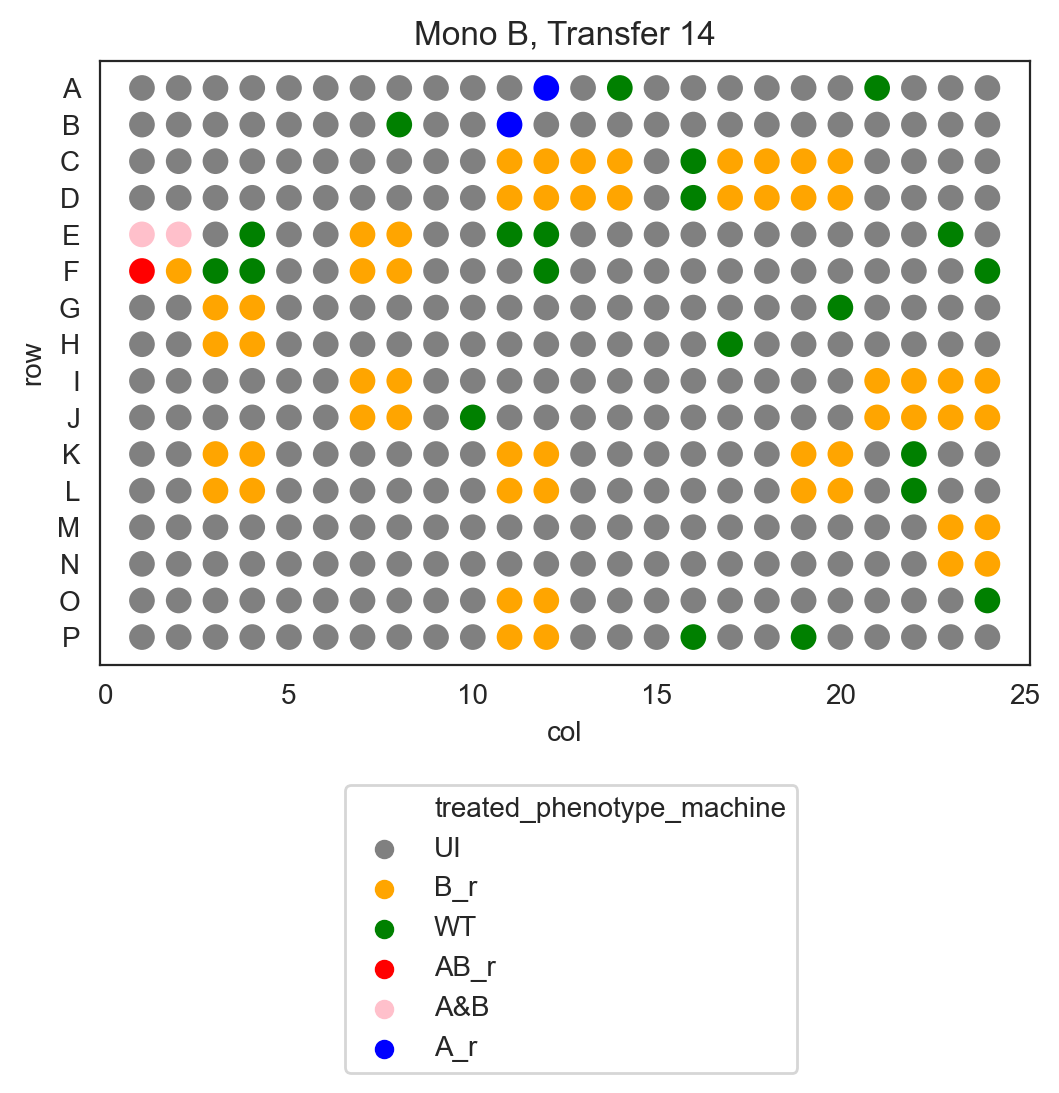 Mono B, Transfer 14
A
B
C
D
E
F
G
H
I
J
K
L
M
N
O
P
row
0 5 10 15 20 25
col
treated_phenotype_machine
UI
B_r
WT
AB_r
A&B
A_r